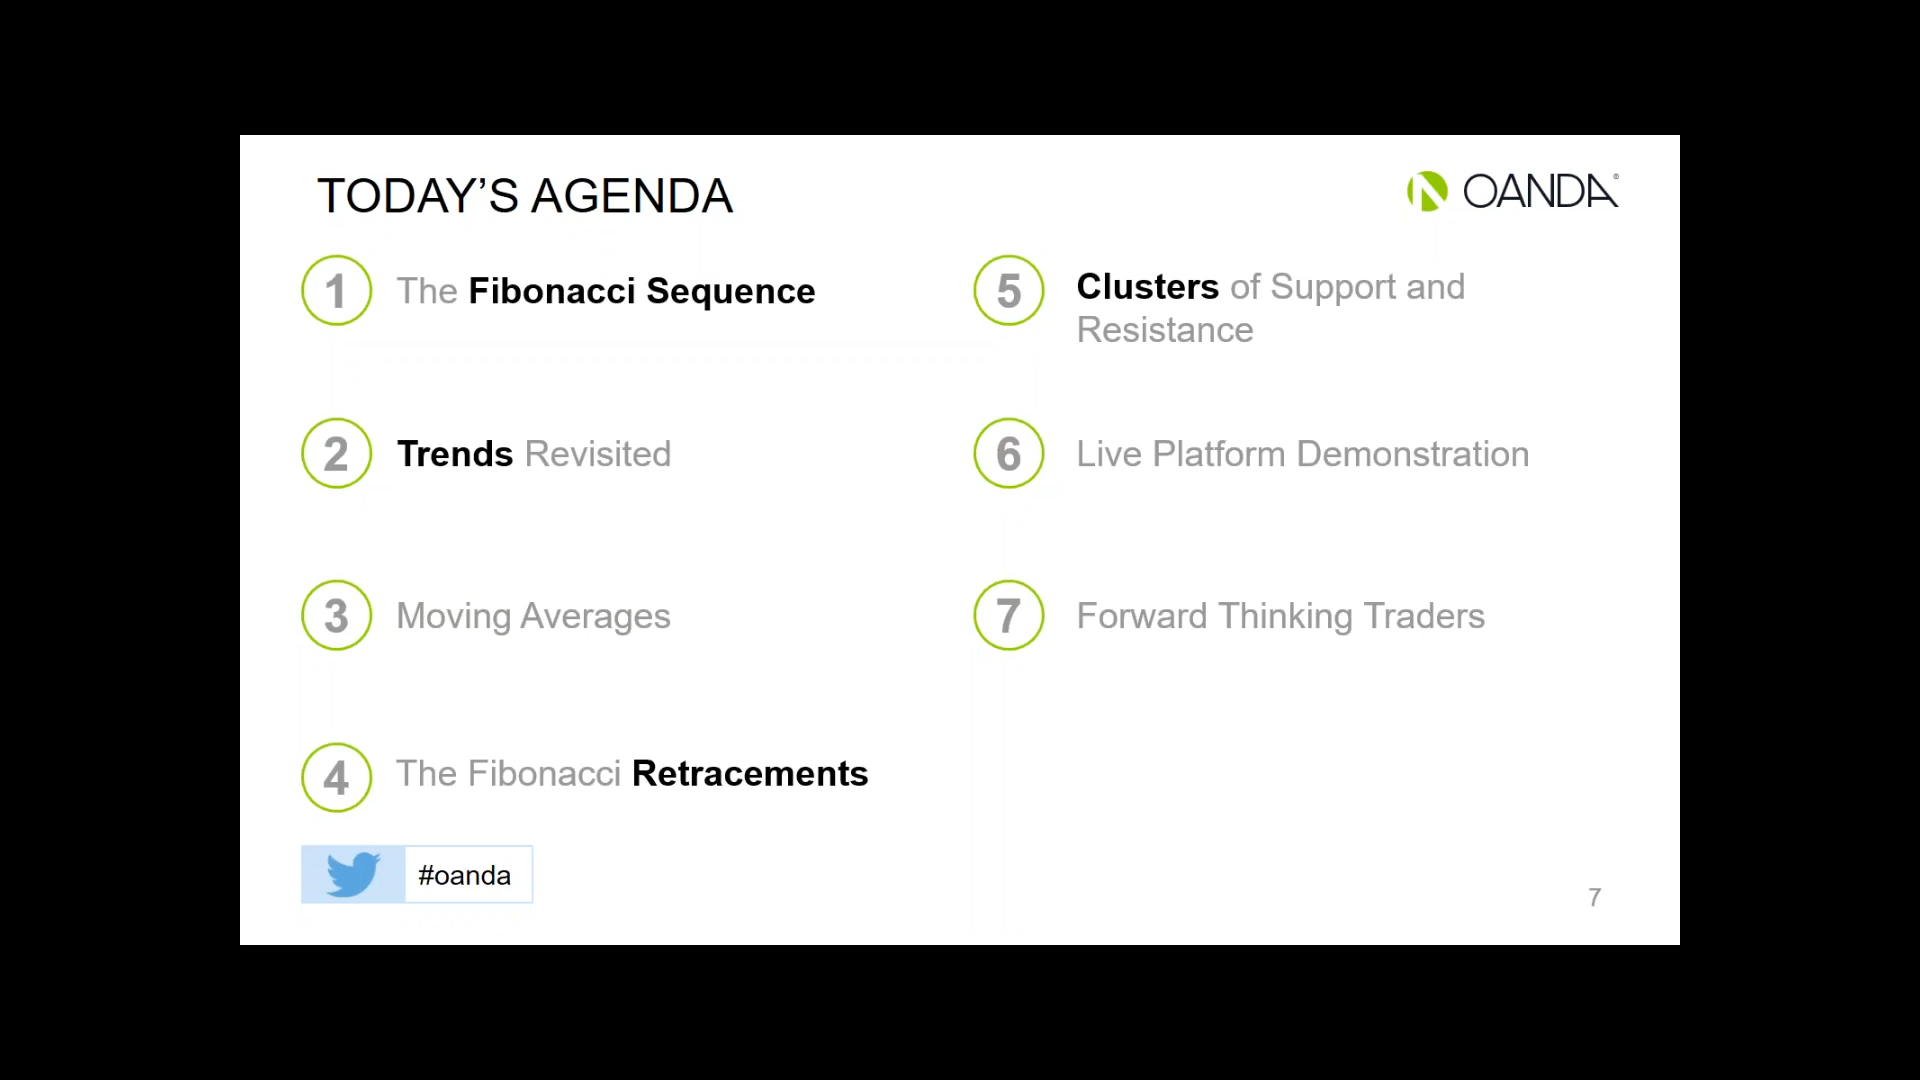 TODAY’S AGENDA
OANDA®
1 The Fibonacci Sequence
2 Trends Revisited
3 Moving Averages
4 The Fibonacci Retracements
5 Clusters of Support and
Resistance
6 Live Platform Demonstration
7 Forward Thinking Traders
#oanda
7